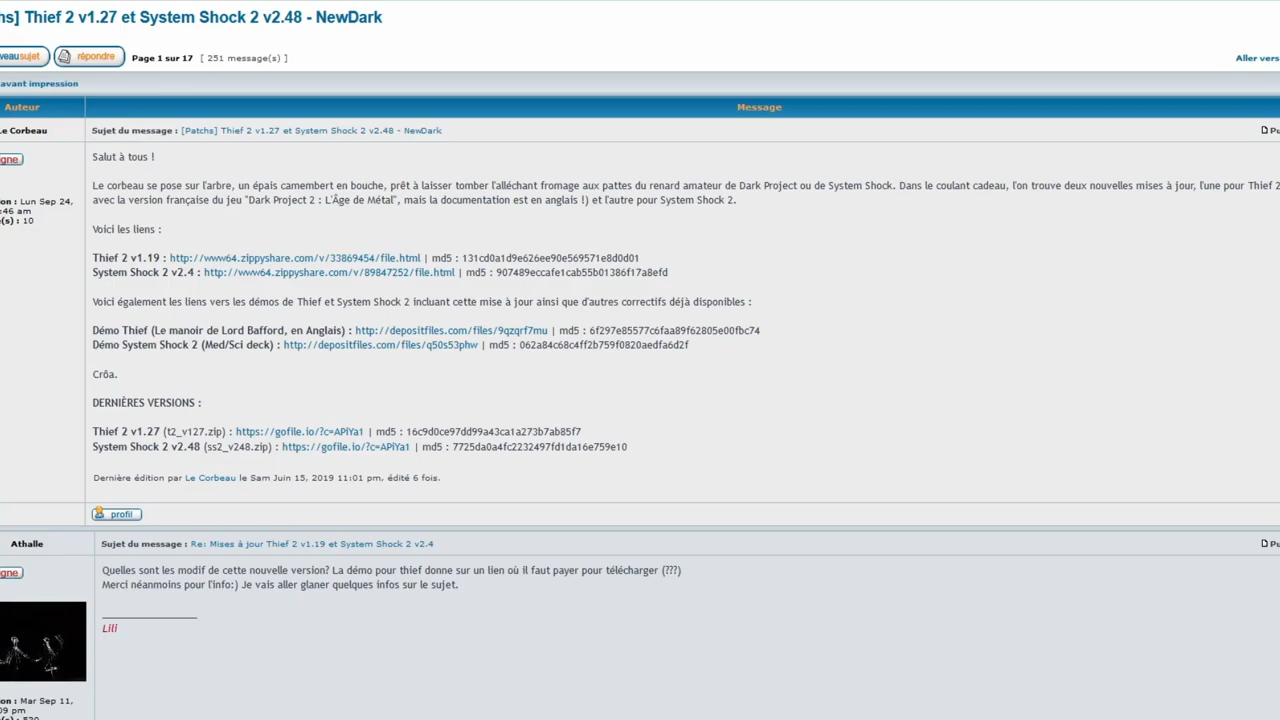 hs] Thief 2 v1.27 et System Shock 2 v2.48 - NewDark
veausujet répondre Page 1 sur 17 [ 251 message(s) ]
Aller vers
avant impression
Auteur Message
Le Corbeau Sujet du message : [Patchs] Thief 2 v1.27 et System Shock 2 v2.48 - NewDark
gne
Salut à tous !
Le corbeau se pose sur l'arbre, un épais camembert en bouche, prêt à laisser tomber l'alléchant fromage aux pattes du renard amateur de Dark Project ou de System Shock. Dans le coulant cadeau, l'on trouve deux nouvelles mises à jour, l'une pour Thief 2
avec la version française du jeu "Dark Project 2 : L'Âge de Métal", mais la documentation est en anglais !) et l'autre pour System Shock 2.
on : Lun Sep 24,
:46 am
e(s) : 10
Voici les liens :
Thief 2 v1.19 : http://www64.zippyshare.com/v/33869454/file.html | md5 : 131cd0a1d9e626ee90e569571e8d0d01
System Shock 2 v2.4 : http://www64.zippyshare.com/v/89847252/file.html | md5 : 907489eccafe1cab55b01386f17a8efd
Voici également les liens vers les démos de Thief et System Shock 2 incluant cette mise à jour ainsi que d'autres correctifs déjà disponibles :
Démo Thief (Le manoir de Lord Bafford, en Anglais) : http://depositfiles.com/files/9qzqrf7mu | md5 : 6f297e85577c6faa89f62805e00fbc74
Démo System Shock 2 (Med/Sci deck) : http://depositfiles.com/files/q50s53phw | md5 : 062a84c68c4ff2b759f0820aedfa6d2f
Crôa.
DERNIÈRES VERSIONS :
Thief 2 v1.27 (t2_v127.zip) : https://gofile.io/?c=APiYa1 | md5 : 16c9d0ce97dd99a43ca1a273b7ab85f7
System Shock 2 v2.48 (ss2_v248.zip) : https://gofile.io/?c=APiYa1 | md5 : 7725da0a4fc2232497fd1da16e759e10
Dernière édition par Le Corbeau le Sam Juin 15, 2019 11:01 pm, édité 6 fois.
profil
Athalle Sujet du message : Re: Mises à jour Thief 2 v1.19 et System Shock 2 v2.4
gne
Quelles sont les modif de cette nouvelle version? La démo pour thief donne sur un lien où il faut payer pour télécharger (???)
Merci néanmoins pour l'info:) Je vais aller glaner quelques infos sur le sujet.
Lili
on : Mar Sep 11,